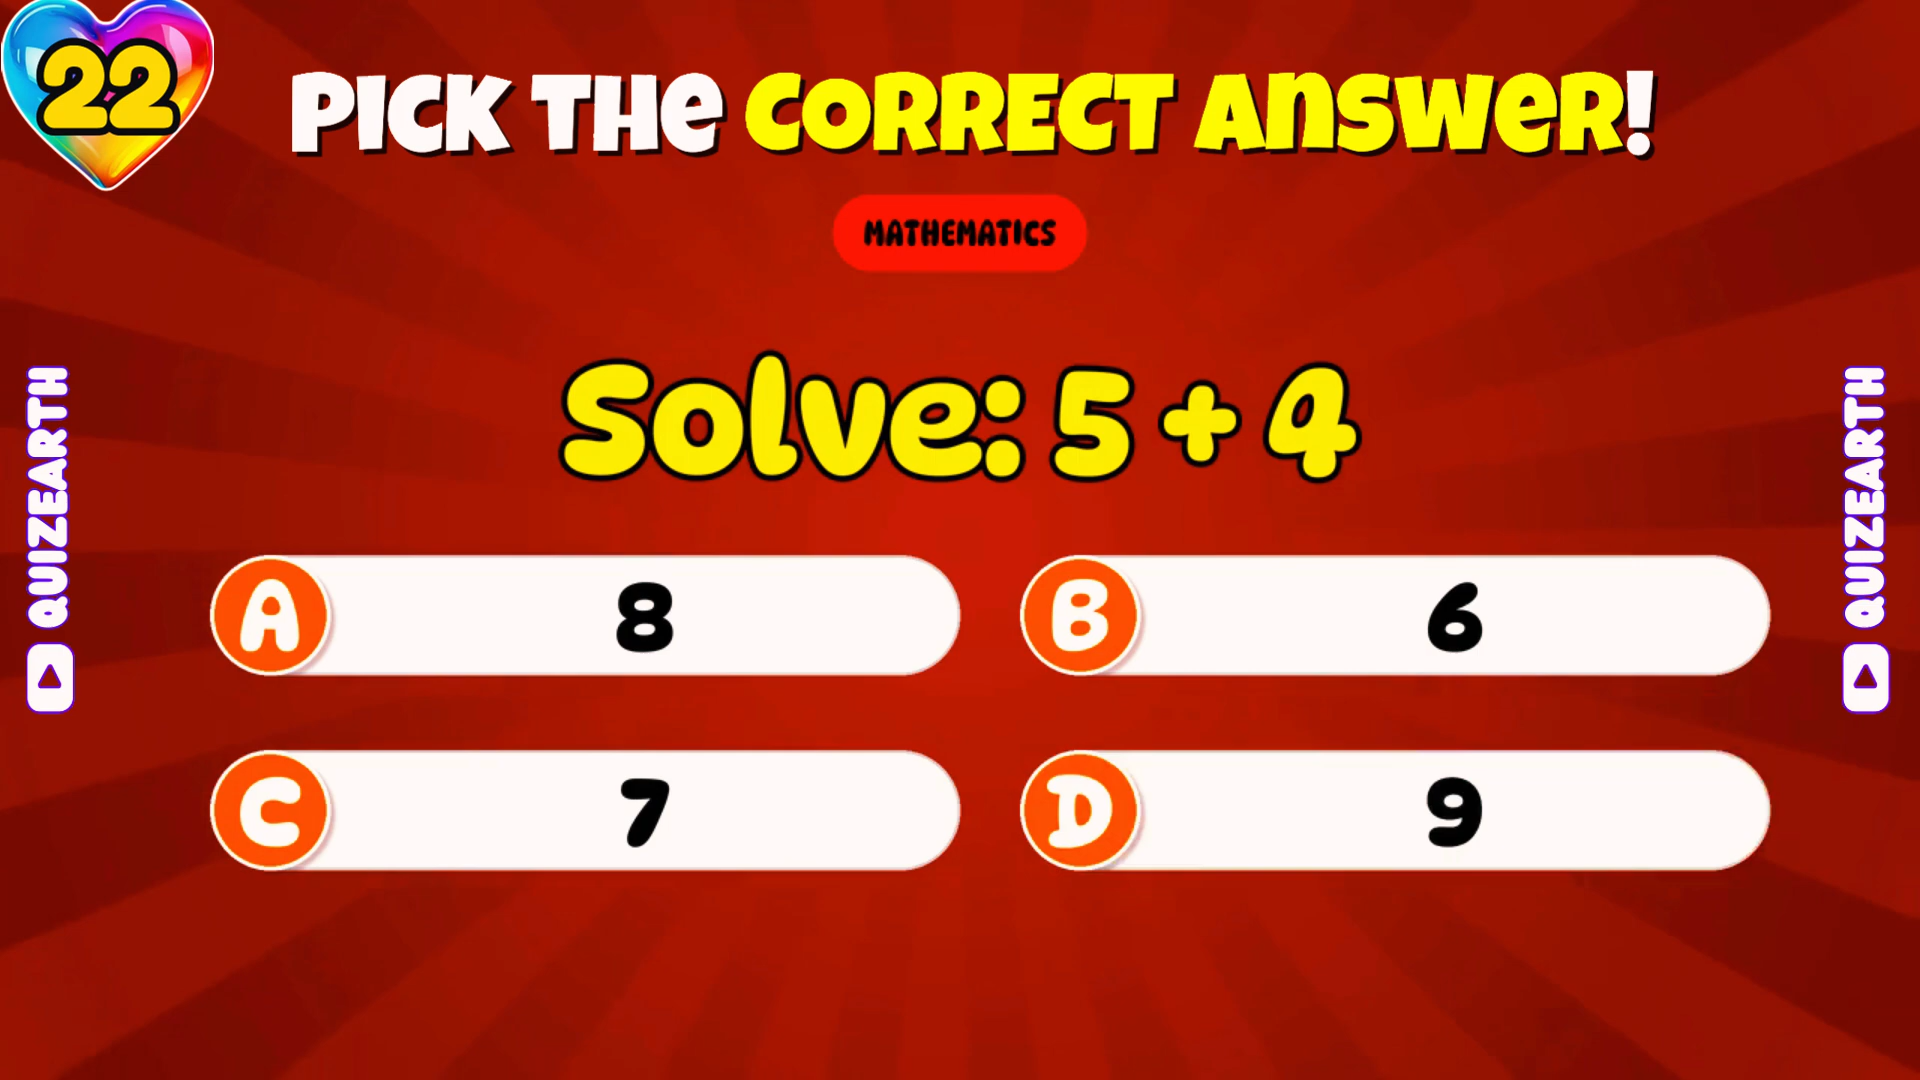 22
PICK THe CORRECT ANSWeR!
MATHEMATICS
Solve: 5 + 4
A 8
B 6
C 7
D 9
QUIZEARTH
QUIZEARTH